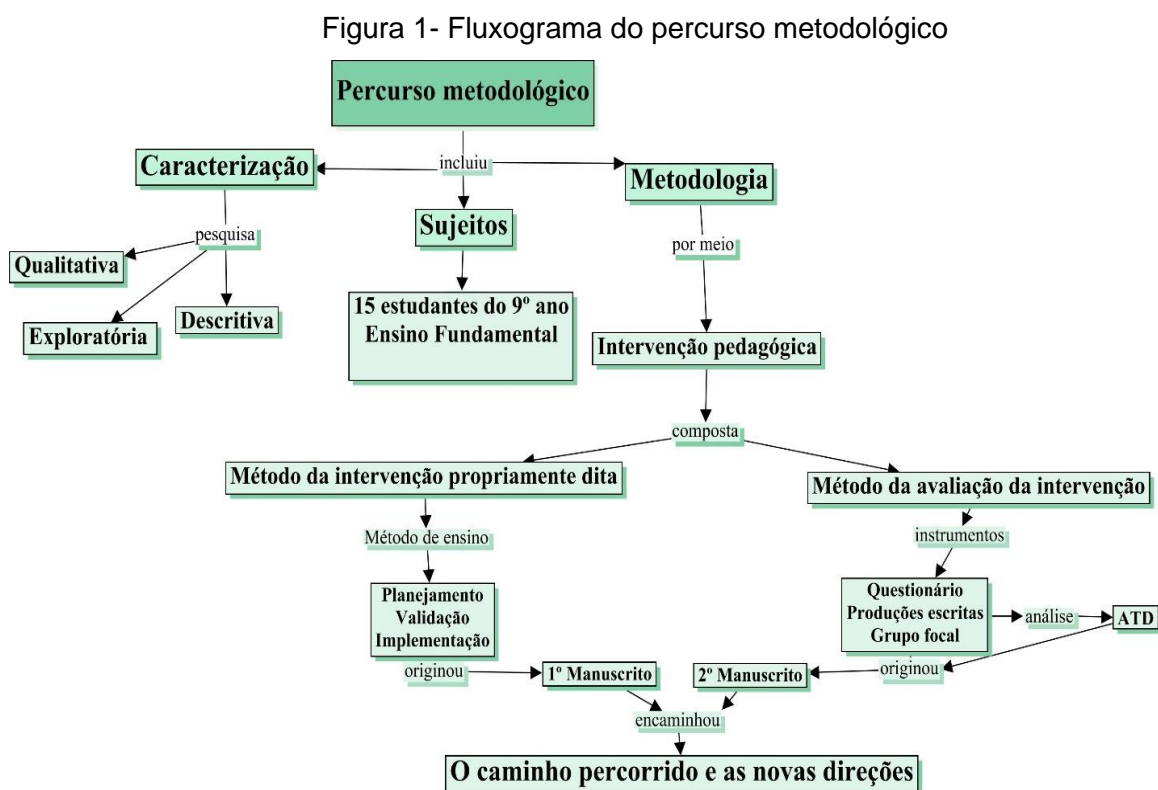 Figura 1- Fluxograma do percurso metodológico
Percurso metodológico
incluiu
Caracterização
pesquisa
Qualitativa
Exploratória
Descritiva
Sujeitos
15 estudantes do 9º ano
Ensino Fundamental
Metodologia
por meio
Intervenção pedagógica
composta
Método da intervenção propriamente dita
Método de ensino
Planejamento
Validação
Implementação
originou
1º Manuscrito
Método da avaliação da intervenção
instrumentos
Questionário
Produções escritas
Grupo focal
análise
ATD
originou
2º Manuscrito
encaminhou
O caminho percorrido e as novas direções